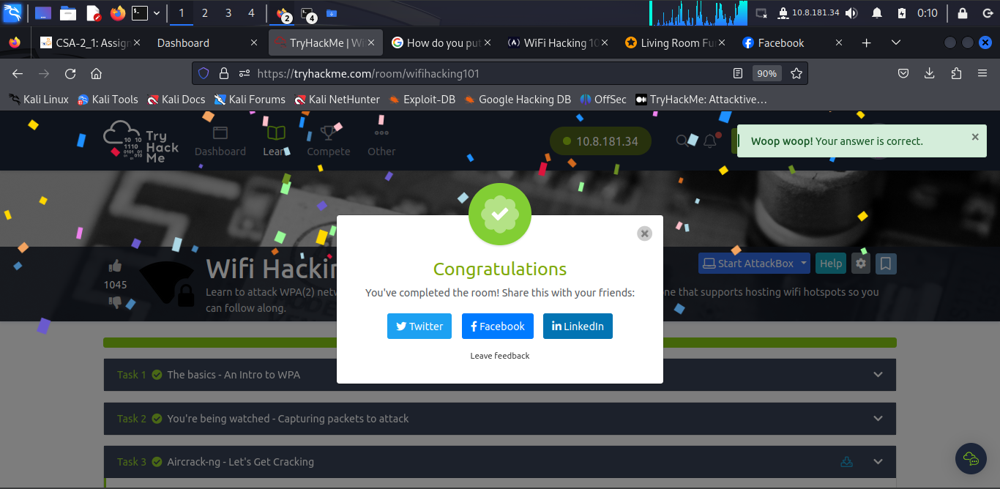 1 2 3 4 2 4 10.8.181.34 0:10
CSA-2_1: Assign Dashboard TryHackMe | Wi How do you put WiFi Hacking 10 Living Room Fur Facebook
https://tryhackme.com/room/wifihacking101 90%
Kali Linux Kali Tools Kali Docs Kali Forums Kali NetHunter Exploit-DB Google Hacking DB OffSec TryHackMe: Attacktive…
Try
Hack
Me
Dashboard Learn Compete Other
10.8.181.34
Woop woop! Your answer is correct.
Congratulations
You've completed the room! Share this with your friends:
Twitter Facebook LinkedIn
Leave feedback
1045
Wifi Hackin
Learn to attack WPA(2) netw
one that supports hosting wifi hotspots so you
can follow along.
Start AttackBox Help
Task 1 The basics - An Intro to WPA
Task 2 You're being watched - Capturing packets to attack
Task 3 Aircrack-ng - Let's Get Cracking